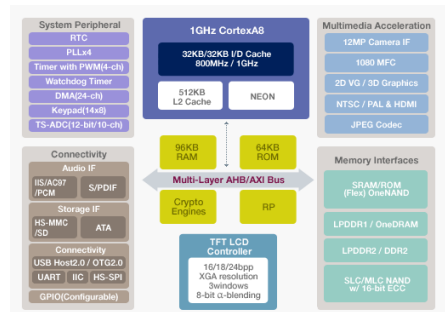 System Peripheral
RTC
PLLx4
Timer with PWM(4-ch)
Watchdog Timer
DMA(24-ch)
Keypad(14x8)
TS-ADC(12-bit/10-ch)
1GHz CortexA8
32KB/32KB I/D Cache
800MHz / 1GHz
512KB
L2 Cache
NEON
Multimedia Acceleration
12MP Camera IF
1080 MFC
2D VG / 3D Graphics
NTSC / PAL & HDMI
JPEG Codec
96KB
RAM
64KB
ROM
Multi-Layer AHB/AXI Bus
Crypto
Engines
RP
Connectivity
Audio IF
IIS/AC97
/PCM
S/PDIF
Storage IF
HS-MMC
/SD
ATA
Connectivity
USB Host2.0 / OTG2.0
UART
IIC
HS-SPI
GPIO(Configurable)
TFT LCD
Controller
16/18/24bpp
XGA resolution
3windows
8-bit α-blending
Memory Interfaces
SRAM/ROM
(Flex) OneNAND
LPDDR1 / OneDRAM
LPDDR2 / DDR2
SLC/MLC NAND
w/ 16-bit ECC